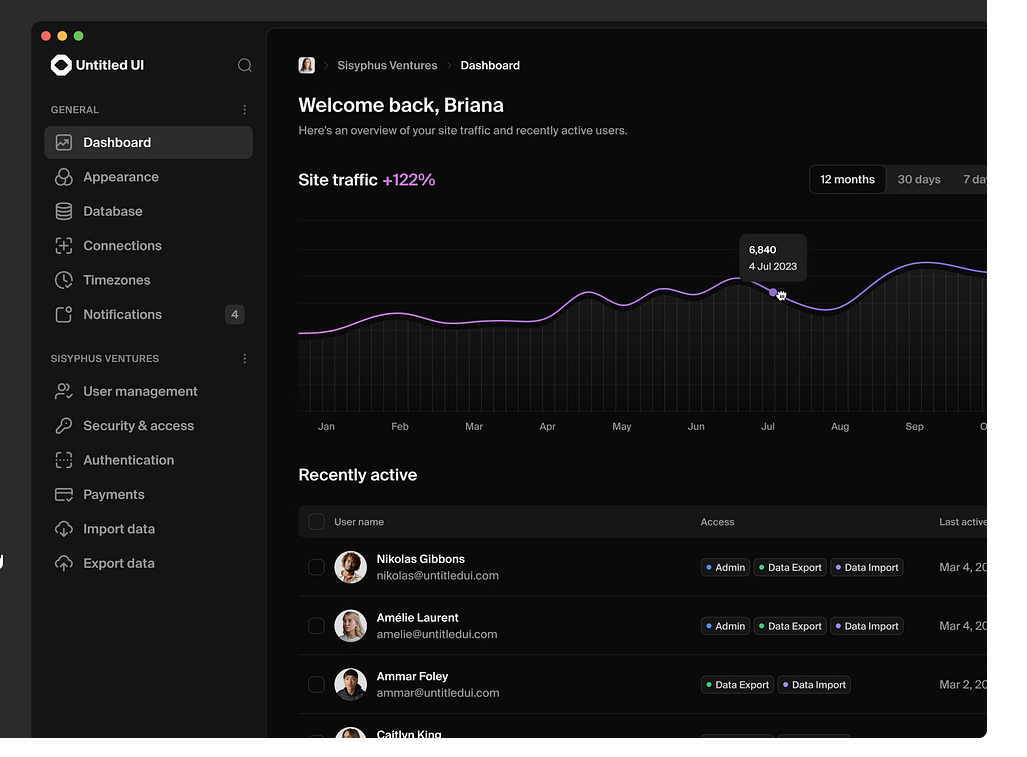 Untitled UI
GENERAL
Dashboard
Appearance
Database
Connections
Timezones
Notifications 4
SISYPHUS VENTURES
User management
Security & access
Authentication
Payments
Import data
Export data
Sisyphus Ventures Dashboard
Welcome back, Briana
Here's an overview of your site traffic and recently active users.
Site traffic +122%
12 months 30 days 7 da
6,840
4 Jul 2023
Jan Feb Mar Apr May Jun Jul Aug Sep
Recently active
User name Access Last active
Nikolas Gibbons
nikolas@untitledui.com
Admin Data Export Data Import Mar 4, 20
Amélie Laurent
amelie@untitledui.com
Admin Data Export Data Import Mar 4, 20
Ammar Foley
ammar@untitledui.com
Data Export Data Import Mar 2, 20
Caitlyn King